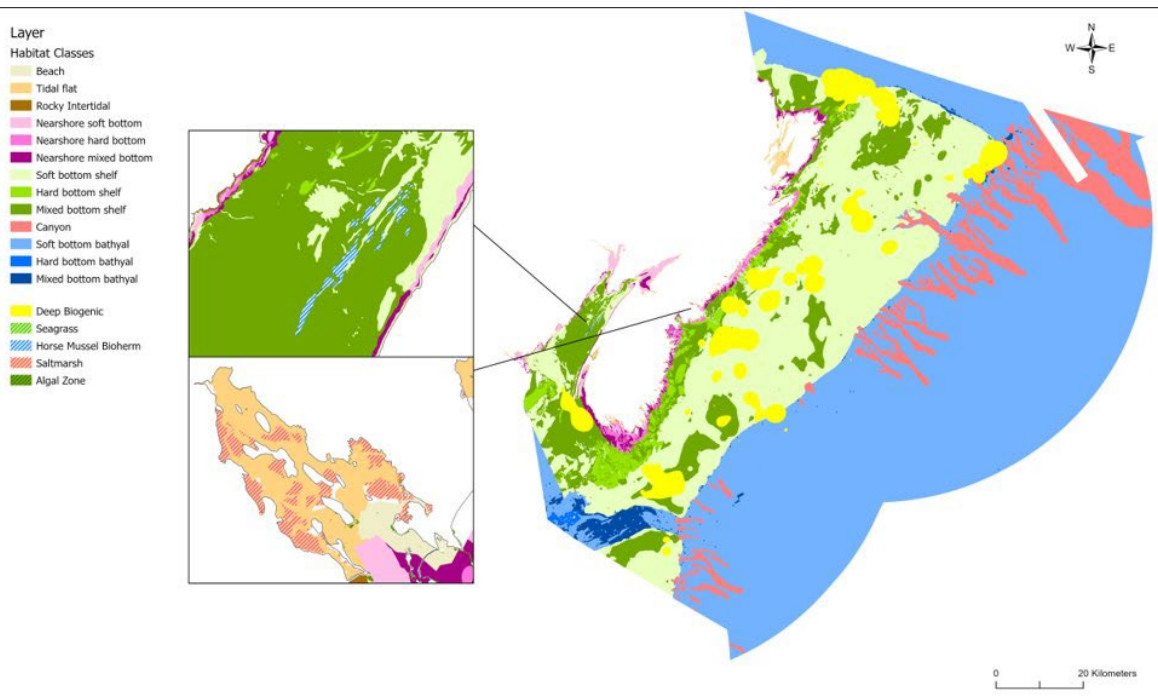 Layer
Habitat Classes
Beach
Tidal flat
Rocky Intertidal
Nearshore soft bottom
Nearshore hard bottom
Nearshore mixed bottom
Soft bottom shelf
Hard bottom shelf
Mixed bottom shelf
Canyon
Soft bottom bathyal
Hard bottom bathyal
Mixed bottom bathyal
Deep Biogenic
Seagrass
Horse Mussel Bioherm
Saltmarsh
Algal Zone
N
W E
S
0 20 Kilometers